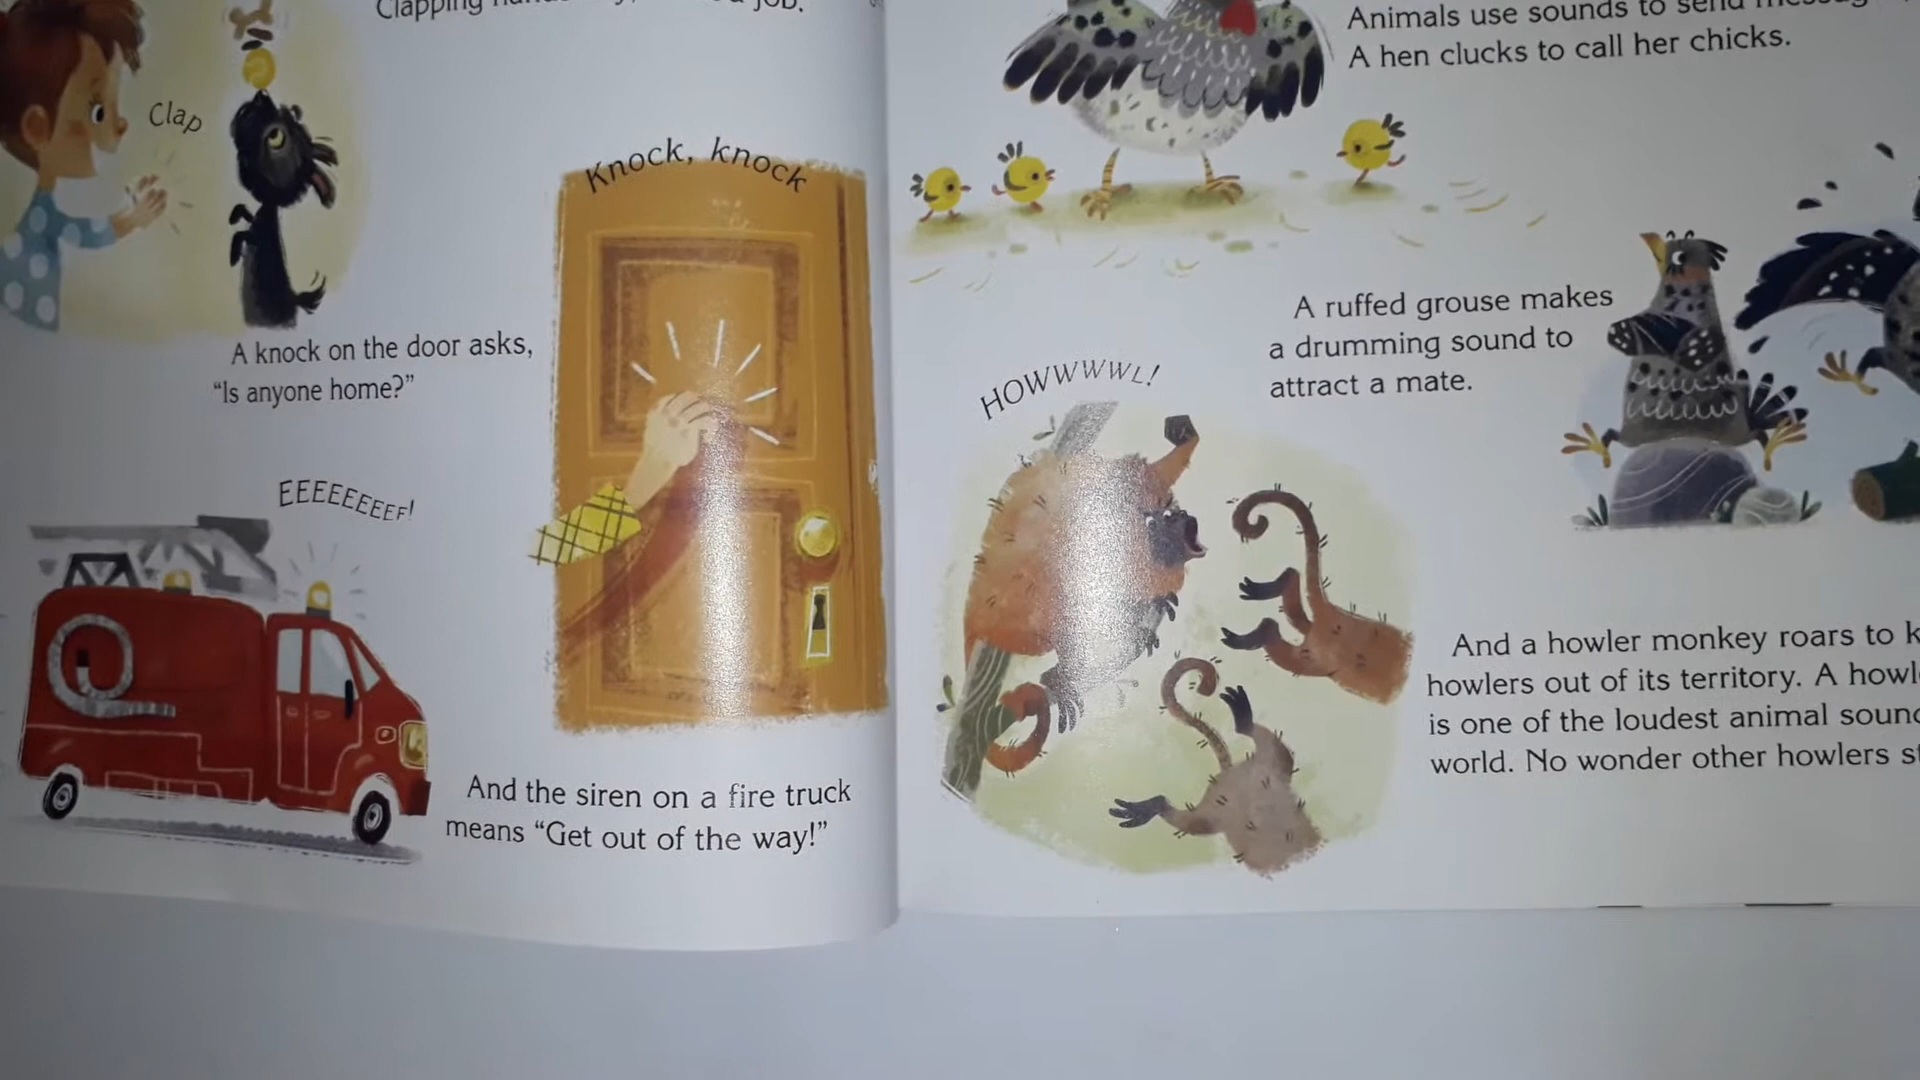 Clapping
Clap
Knock, knock
A knock on the door asks,
“Is anyone home?”
EEEEEEEEF!
And the siren on a fire truck
means “Get out of the way!”
Animals use sounds to send
A hen clucks to call her chicks.
A ruffed grouse makes
a drumming sound to
attract a mate.
HOWWWWL!
And a howler monkey roars to
howlers out of its territory. A
is one of the loudest animal
world. No wonder other howlers